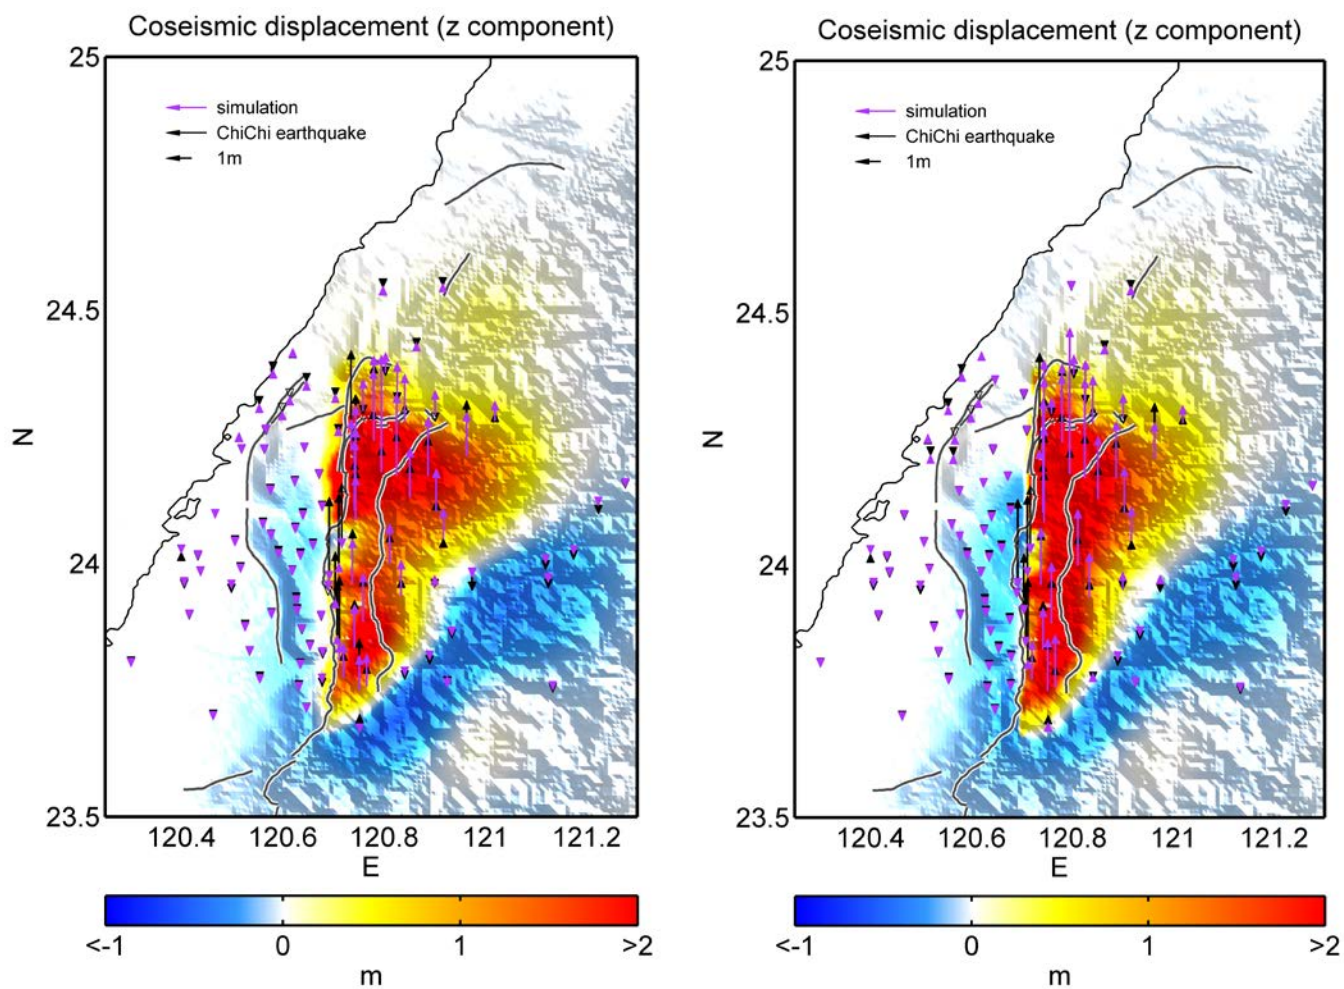 Coseismic displacement (z component)
25
simulation
ChiChi earthquake
1m
24.5
N
24
23.5
120.4 120.6 120.8 121 121.2
E
<-1 0 1 >2
m
Coseismic displacement (z component)
25
simulation
ChiChi earthquake
1m
24.5
N
24
23.5
120.4 120.6 120.8 121 121.2
E
<-1 0 1 >2
m